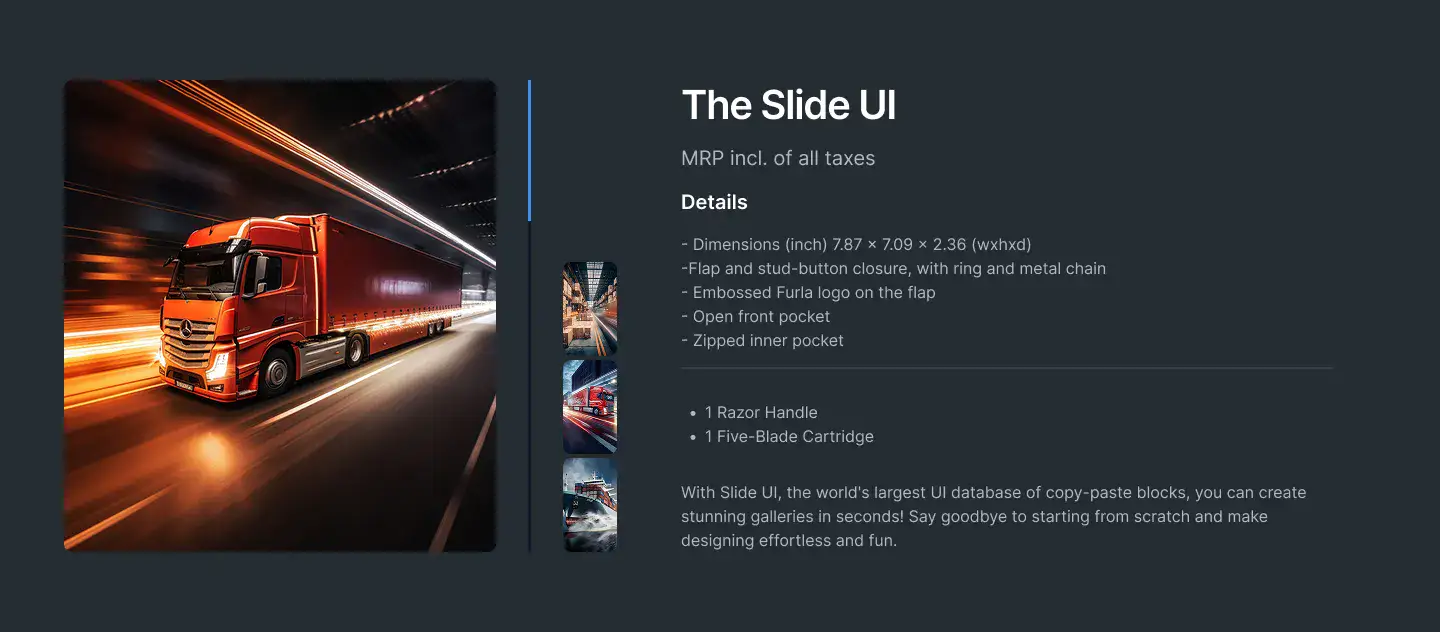 The Slide UI
MRP incl. of all taxes
Details
- Dimensions (inch) 7.87 × 7.09 × 2.36 (wxhxd)
-Flap and stud-button closure, with ring and metal chain
- Embossed Furla logo on the flap
- Open front pocket
- Zipped inner pocket
• 1 Razor Handle
• 1 Five-Blade Cartridge
With Slide UI, the world's largest UI database of copy-paste blocks, you can create
stunning galleries in seconds! Say goodbye to starting from scratch and make
designing effortless and fun.